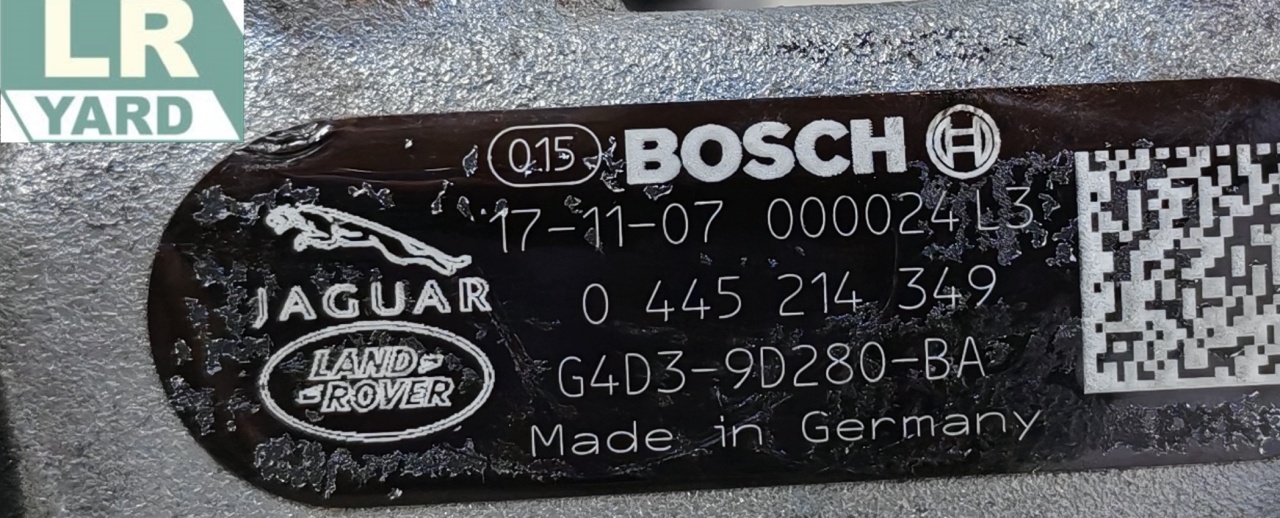 LR
YARD
015 BOSCH
17-11-07 000024L3
JAGUAR
0 445 214 349
LAND-
-ROVER
G4D3-9D280-BA
Made in Germany